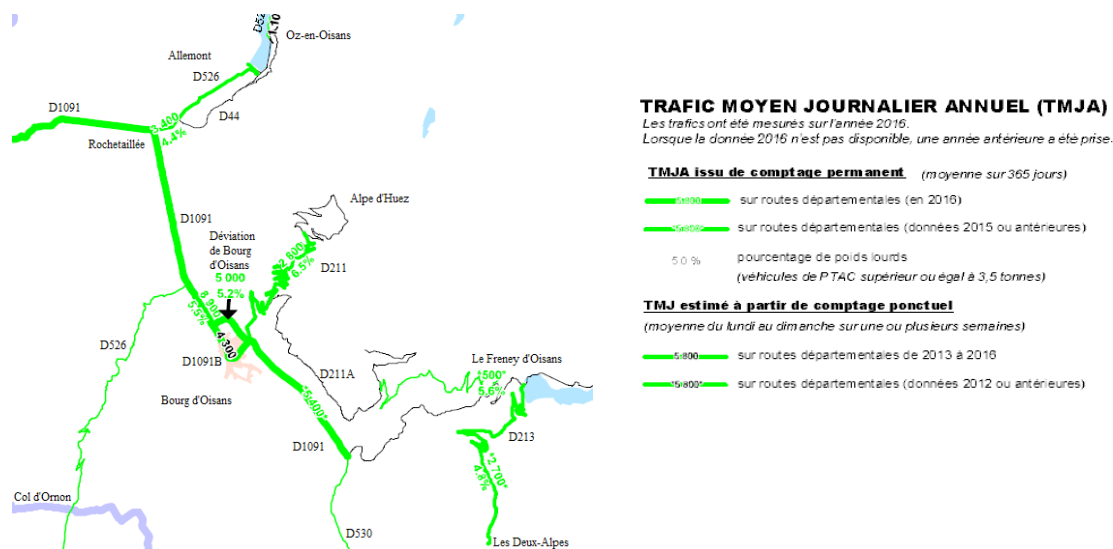 D52
1.10
Oz-en-Oisans
Allemont
D526
D1091
D44
3.400
4.4%
Rochetaillée
Alpe d'Huez
D1091
Déviation
de Bourg
d'Oisans
5 000
5.2%
*2 800*
6.5%
D211
8.900
5.5%
4.300
D526
D1091B
Bourg d'Oisans
D211A
Le Freney d'Oisans
*500*
5.6%
*5.400*
D1091
D213
*2 700*
4.8%
Col d'Ornon
D530
Les Deux-Alpes
TRAFIC MOYEN JOURNALIER ANNUEL (TMJA)
Les trafics ont été mesurés sur l'année 2016.
Lorsque la donnée 2016 n'est pas disponible, une année antérieure a été prise.
TMJA issu de comptage permanent (moyenne sur 365 jours)
sur routes départementales (en 2016)
sur routes départementales (données 2015 ou antérieures)
5.0 % pourcentage de poids lourds
(véhicules de PTAC supérieur ou égal à 3,5 tonnes)
TMJ estimé à partir de comptage ponctuel
(moyenne du lundi au dimanche sur une ou plusieurs semaines)
5.800 sur routes départementales de 2013 à 2016
*5.800* sur routes départementales (données 2012 ou antérieures)